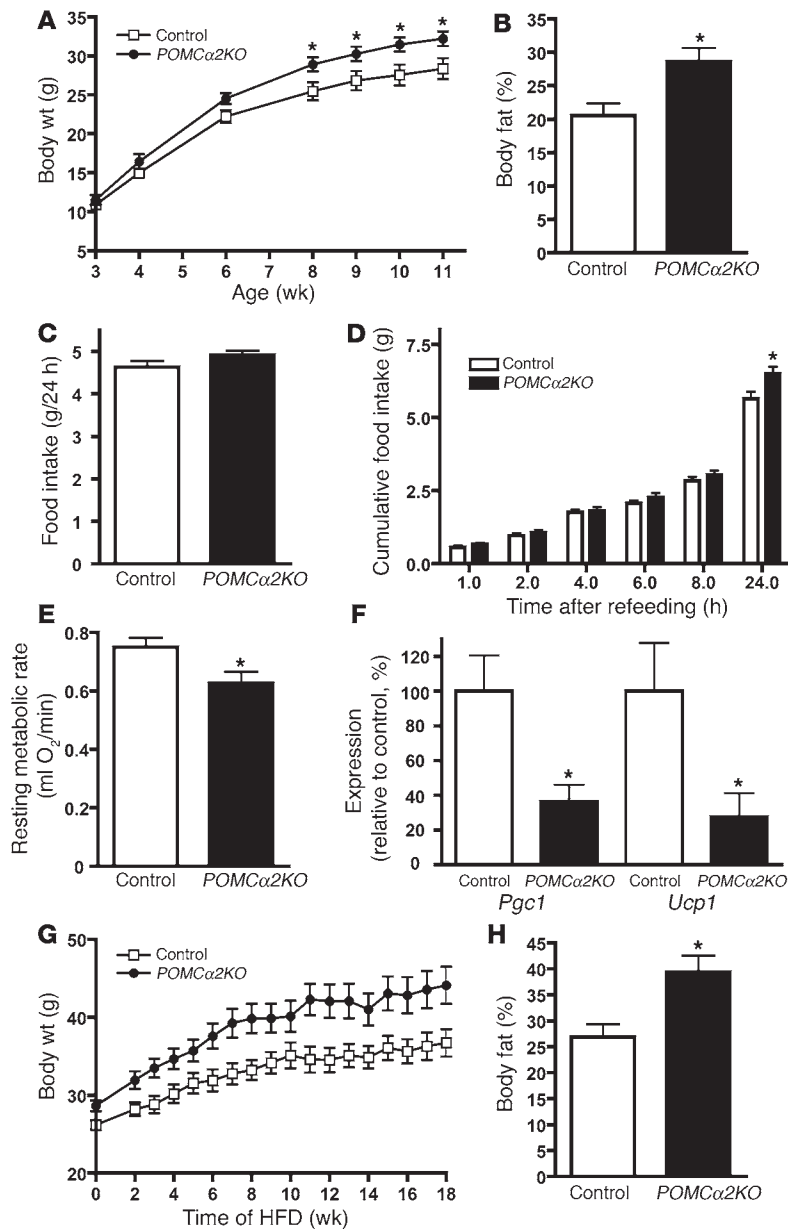 A
Body wt (g)
35
30
25
20
15
10
5
Control
POMCα2KO
* * * *
3 4 5 6 7 8 9 10 11
Age (wk)
B
Body fat (%)
35
30
25
20
15
10
5
0
*
Control POMCα2KO
C
Food intake (g/24 h)
5
4
3
4
1
0
Control POMCα2KO
D
Cumulative food intake (g)
7.5
5.0
2.5
0.0
Control
POMCα2KO
*
1.0 2.0 4.0 6.0 8.0 24.0
Time after refeeding (h)
E
Resting metabolic rate
(ml O₂/min)
0.8
0.6
0.4
0.2
0
*
Control POMCα2KO
F
Expression
(relative to control, %)
120
100
80
60
40
20
0
* *
Control POMCα2KO Control POMCα2KO
Pgc1 Ucp1
G
Body wt (g)
50
40
30
20
Control
POMCα2KO
0 2 4 6 8 10 12 14 16 18
Time of HFD (wk)
H
Body fat (%)
45
40
35
30
25
20
15
10
5
0
*
Control POMCα2KO